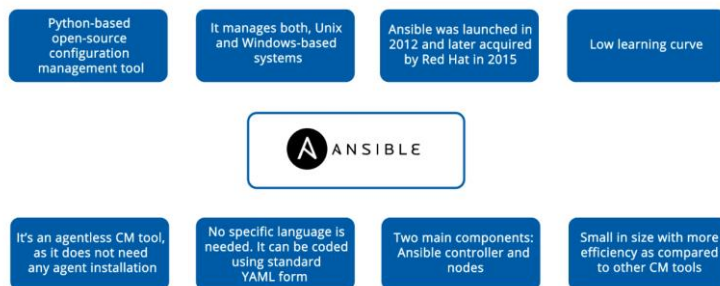 Python-based
open-source
configuration
management tool
It manages both, Unix
and Windows-based
systems
Ansible was launched in
2012 and later acquired
by Red Hat in 2015
Low learning curve
A ANSIBLE
It's an agentless CM tool,
as it does not need
any agent installation
No specific language is
needed. It can be coded
using standard
YAML form
Two main components:
Ansible controller and
nodes
Small in size with more
efficiency as compared
to other CM tools